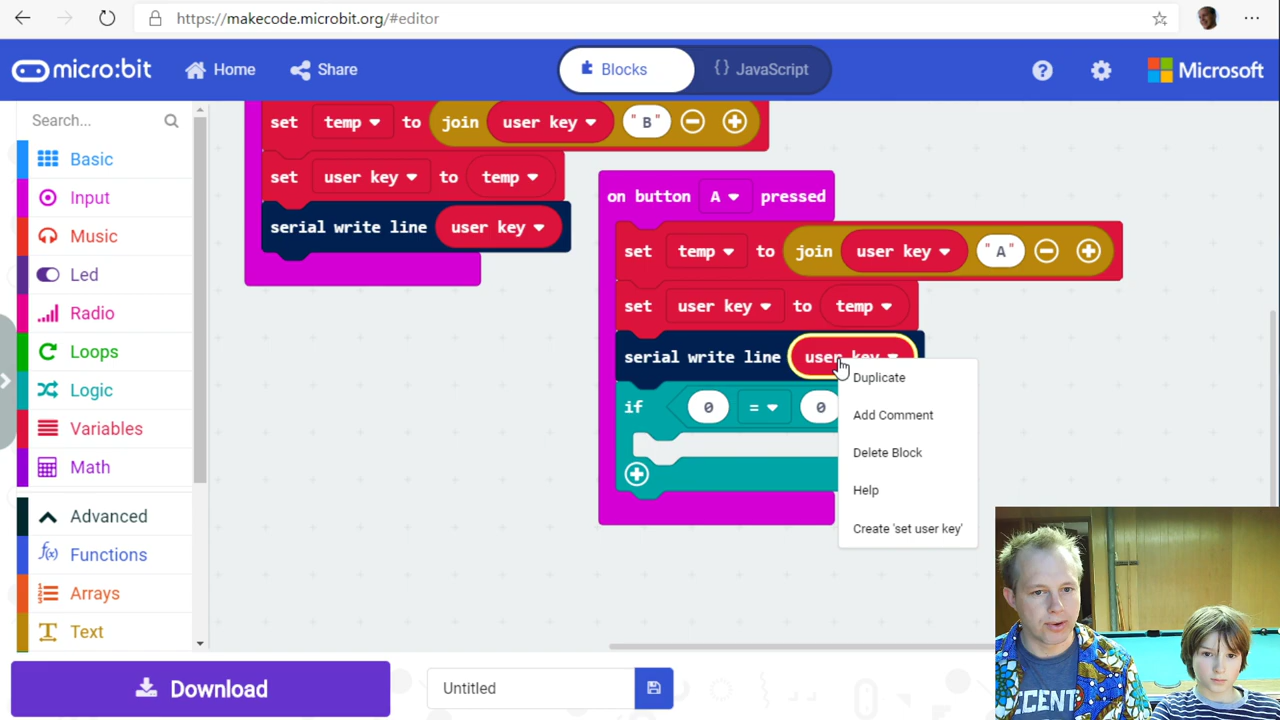 https://makecode.microbit.org/#editor
micro:bit Home Share Blocks {} JavaScript ? Microsoft
Search...
Basic
Input
Music
Led
Radio
Loops
Logic
Variables
Math
Advanced
f(x) Functions
Arrays
T Text
set temp to join user key "B"
set user key to temp
serial write line user key
on button A pressed
set temp to join user key "A"
set user key to temp
serial write line user key
if 0 = 0
Duplicate
Add Comment
Delete Block
Help
Create 'set user key'
CENT
Download
Untitled